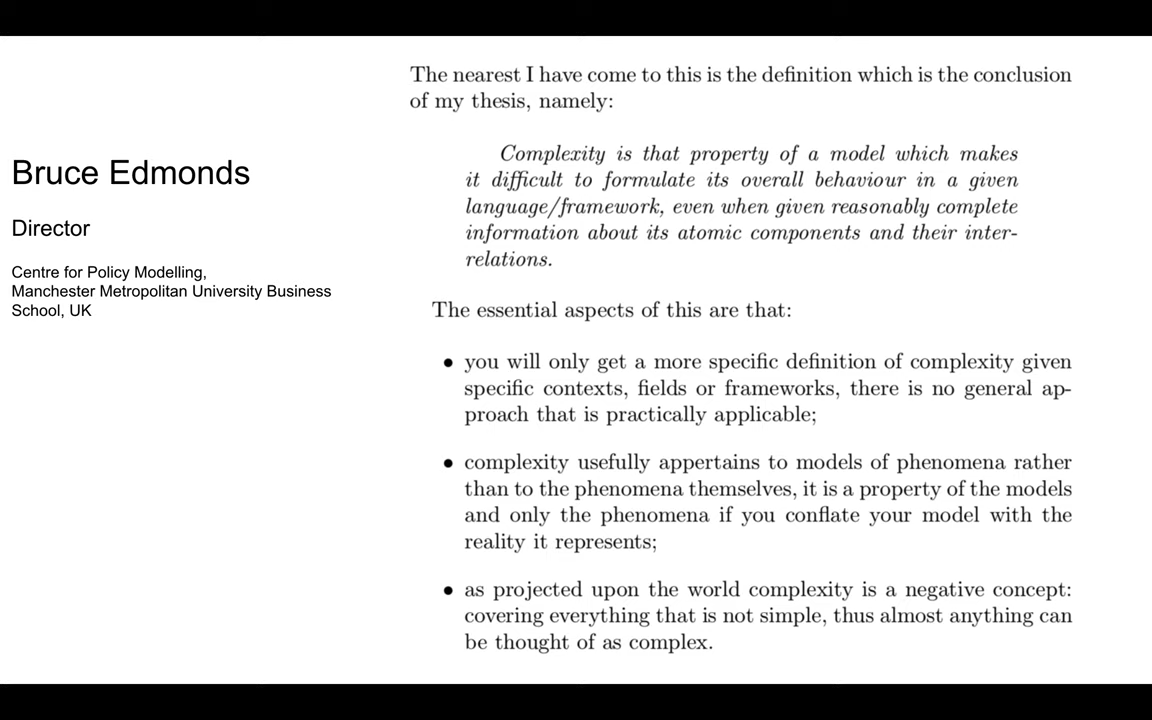 Bruce Edmonds
Director
Centre for Policy Modelling,
Manchester Metropolitan University Business
School, UK
The nearest I have come to this is the definition which is the conclusion
of my thesis, namely:
Complexity is that property of a model which makes
it difficult to formulate its overall behaviour in a given
language/framework, even when given reasonably complete
information about its atomic components and their inter-
relations.
The essential aspects of this are that:
• you will only get a more specific definition of complexity given
specific contexts, fields or frameworks, there is no general ap-
proach that is practically applicable;
• complexity usefully appertains to models of phenomena rather
than to the phenomena themselves, it is a property of the models
and only the phenomena if you conflate your model with the
reality it represents;
• as projected upon the world complexity is a negative concept:
covering everything that is not simple, thus almost anything can
be thought of as complex.